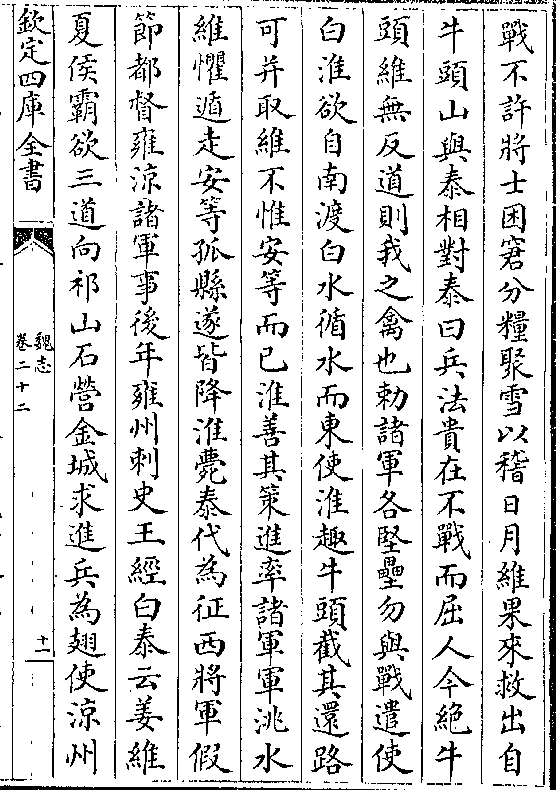 戰不許將士困窘分糧聚雪以稽日月維果來救出自
牛頭山與泰相對泰曰兵法貴在不戰而屈人今絶牛
頭維無反道則我之禽也勅諸軍各堅壘勿與戰遣使
白淮欲自南渡白水循水而東使淮趣牛頭截其還路
可并取維不惟安等而已淮善其策進率諸軍軍洮水
維懼遁走安等孤縣遂皆降淮薨泰代為征西將軍假
節都督雍涼諸軍事後年雍州刺史王經白泰云姜維
夏侯霸欲三道向祁山石營金城求進兵為翅使涼州
欽定四庫全書
魏志
卷二十二
十一